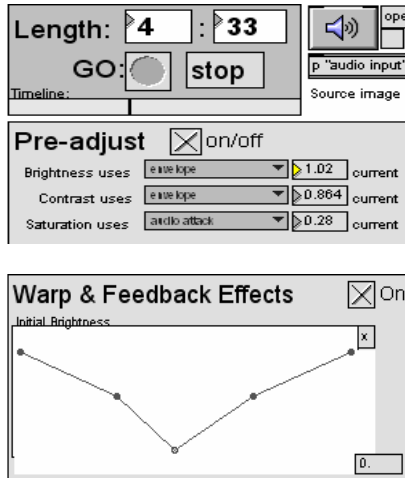 Length: 4 : 33
ope
GO: stop
p "audio input"
Timeline:
Source image
Pre-adjust on/off
Brightness uses envelope 1.02 current
Contrast uses envelope 0.864 current
Saturation uses audio attack 0.28 current
Warp & Feedback Effects On
Initial Brightness
x
0.